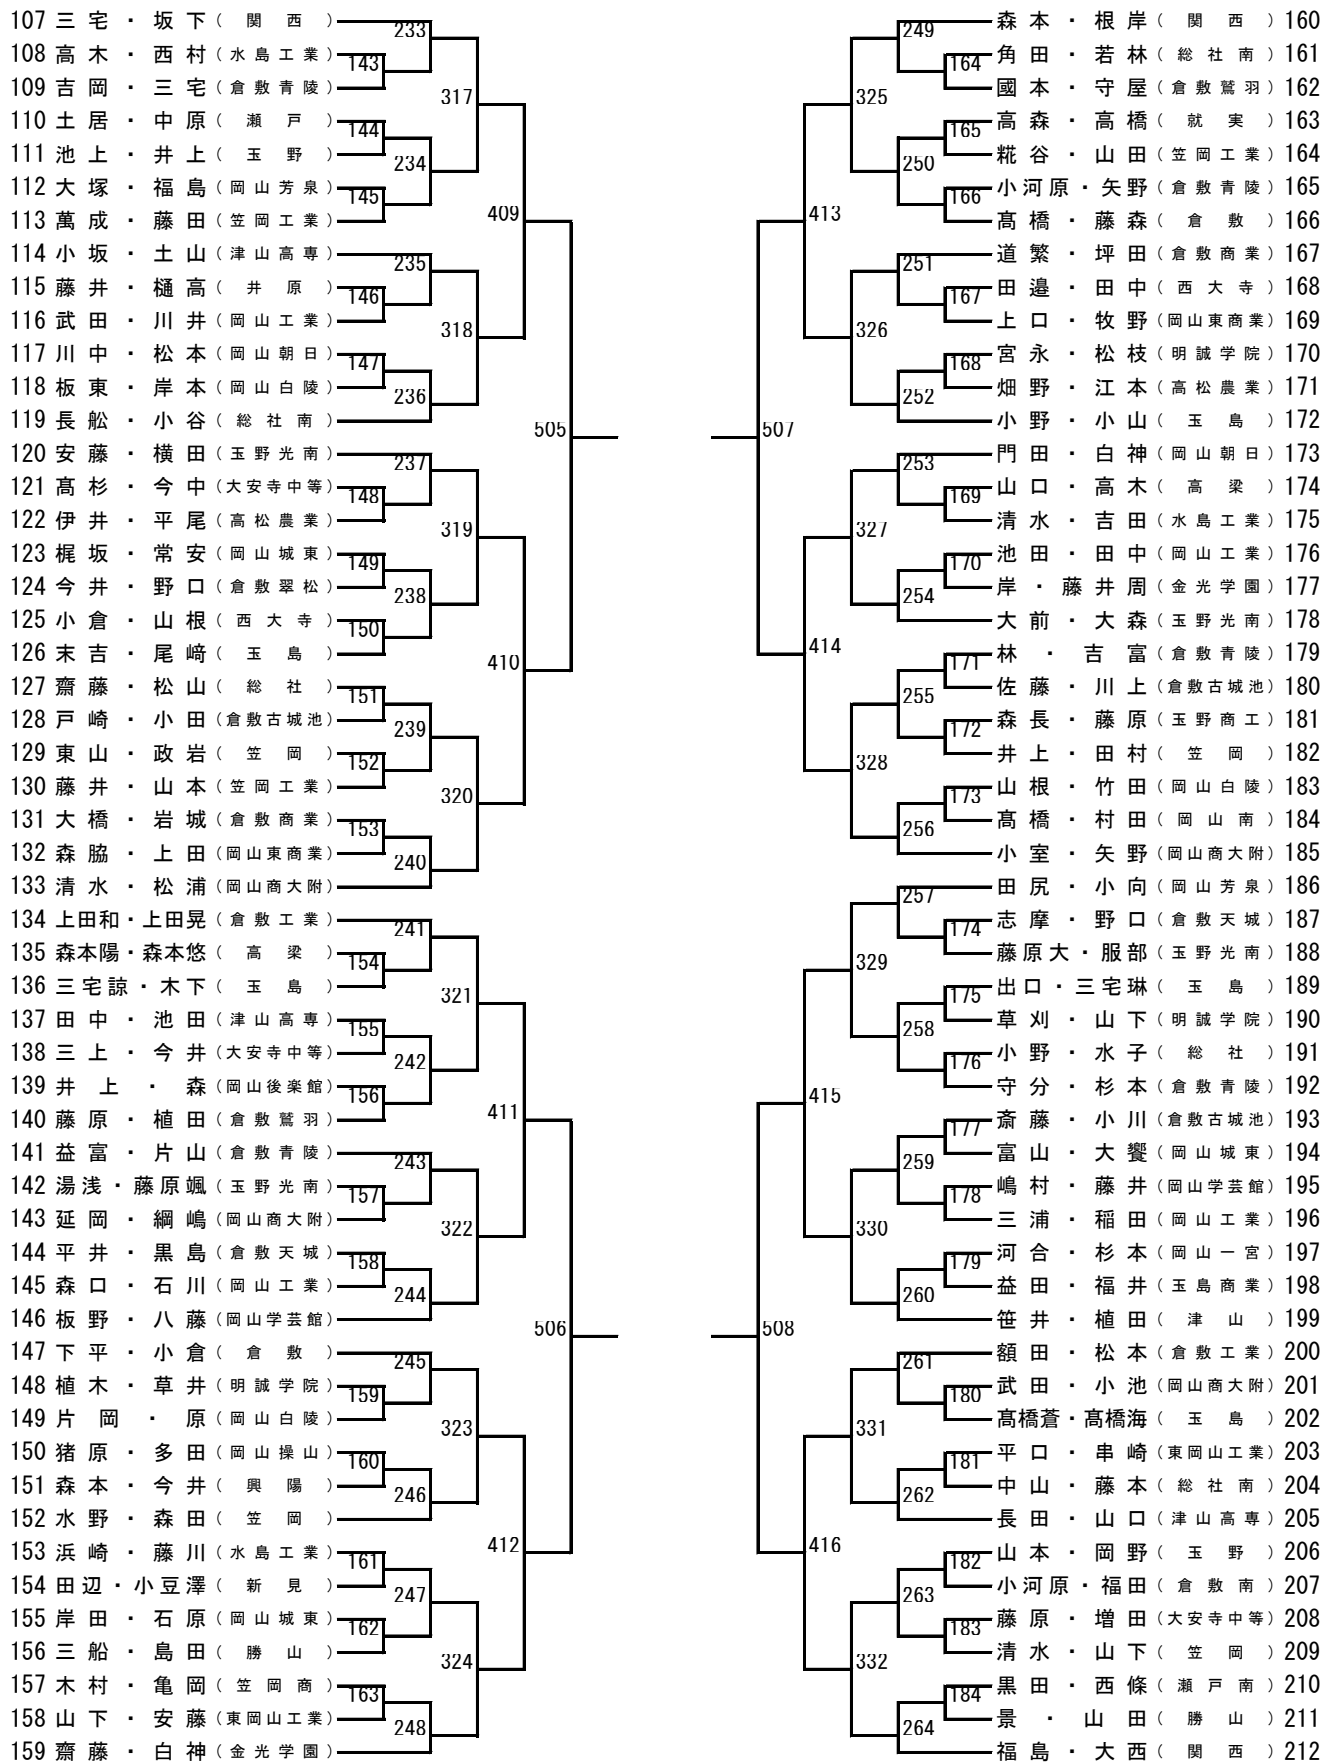 107 三宅・坂下(関西)
108 高木・西村(水島工業)
109 吉岡・三宅(倉敷青陵)
110 土居・中原(瀬戸)
111 池上・井上(玉野)
112 大塚・福島(岡山芳泉)
113 萬成・藤田(笠岡工業)
114 小坂・土山(津山高専)
115 藤井・樋高(井原)
116 武田・川井(岡山工業)
117 川中・松本(岡山朝日)
118 板東・岸本(岡山白陵)
119 長舩・小谷(総社南)
120 安藤・横田(玉野光南)
121 髙杉・今中(大安寺中等)
122 伊井・平尾(高松農業)
123 梶坂・常安(岡山城東)
124 今井・野口(倉敷翠松)
125 小倉・山根(西大寺)
126 末吉・尾﨑(玉島)
127 齋藤・松山(総社)
128 戸崎・小田(倉敷古城池)
129 東山・政岩(笠岡)
130 藤井・山本(笠岡工業)
131 大橋・岩城(倉敷商業)
132 森脇・上田(岡山東商業)
133 清水・松浦(岡山商大附)
134 上田和・上田晃(倉敷工業)
135 森本陽・森本悠(高梁)
136 三宅諒・木下(玉島)
137 田中・池田(津山高専)
138 三上・今井(大安寺中等)
139 井上・森(岡山後楽館)
140 藤原・植田(倉敷鷲羽)
141 益富・片山(倉敷青陵)
142 湯浅・藤原颯(玉野光南)
143 延岡・綱嶋(岡山商大附)
144 平井・黒島(倉敷天城)
145 森口・石川(岡山工業)
146 板野・八藤(岡山学芸館)
147 下平・小倉(倉敷)
148 植木・草井(明誠学院)
149 片岡・原(岡山白陵)
150 猪原・多田(岡山操山)
151 森本・今井(興陽)
152 水野・森田(笠岡)
153 浜崎・藤川(水島工業)
154 田辺・小豆澤(新見)
155 岸田・石原(岡山城東)
156 三船・島田(勝山)
157 木村・亀岡(笠岡商)
158 山下・安藤(東岡山工業)
159 齋藤・白神(金光学園)
143
144
145
146
147
148
149
150
151
152
153
154
155
156
157
158
159
160
161
162
163
233
234
235
236
237
238
239
240
241
242
243
244
245
246
247
248
317
318
319
320
321
322
323
324
409
410
411
412
505
506
507
508
413
414
415
416
325
326
327
328
329
330
331
332
249
250
251
252
253
254
255
256
257
258
259
260
261
262
263
264
164
165
166
167
168
169
170
171
172
173
174
175
176
177
178
179
180
181
182
183
184
森本・根岸(関西) 160
角田・若林(総社南) 161
國本・守屋(倉敷鷲羽) 162
高森・高橋(就実) 163
糀谷・山田(笠岡工業) 164
小河原・矢野(倉敷青陵) 165
髙橋・藤森(倉敷) 166
道繁・坪田(倉敷商業) 167
田邉・田中(西大寺) 168
上口・牧野(岡山東商業) 169
宮永・松枝(明誠学院) 170
畑野・江本(高松農業) 171
小野・小山(玉島) 172
門田・白神(岡山朝日) 173
山口・高木(高梁) 174
清水・吉田(水島工業) 175
池田・田中(岡山工業) 176
岸・藤井周(金光学園) 177
大前・大森(玉野光南) 178
林・吉富(倉敷青陵) 179
佐藤・川上(倉敷古城池) 180
森長・藤原(玉野商工) 181
井上・田村(笠岡) 182
山根・竹田(岡山白陵) 183
髙橋・村田(岡山南) 184
小室・矢野(岡山商大附) 185
田尻・小向(岡山芳泉) 186
志摩・野口(倉敷天城) 187
藤原大・服部(玉野光南) 188
出口・三宅琳(玉島) 189
草刈・山下(明誠学院) 190
小野・水子(総社) 191
守分・杉本(倉敷青陵) 192
斎藤・小川(倉敷古城池) 193
富山・大饗(岡山城東) 194
嶋村・藤井(岡山学芸館) 195
三浦・稲田(岡山工業) 196
河合・杉本(岡山一宮) 197
益田・福井(玉島商業) 198
笹井・植田(津山) 199
額田・松本(倉敷工業) 200
武田・小池(岡山商大附) 201
髙橋蒼・髙橋海(玉島) 202
平口・串崎(東岡山工業) 203
中山・藤本(総社南) 204
長田・山口(津山高専) 205
山本・岡野(玉野) 206
小河原・福田(倉敷南) 207
藤原・増田(大安寺中等) 208
清水・山下(笠岡) 209
黒田・西條(瀬戸南) 210
景・山田(勝山) 211
福島・大西(関西) 212